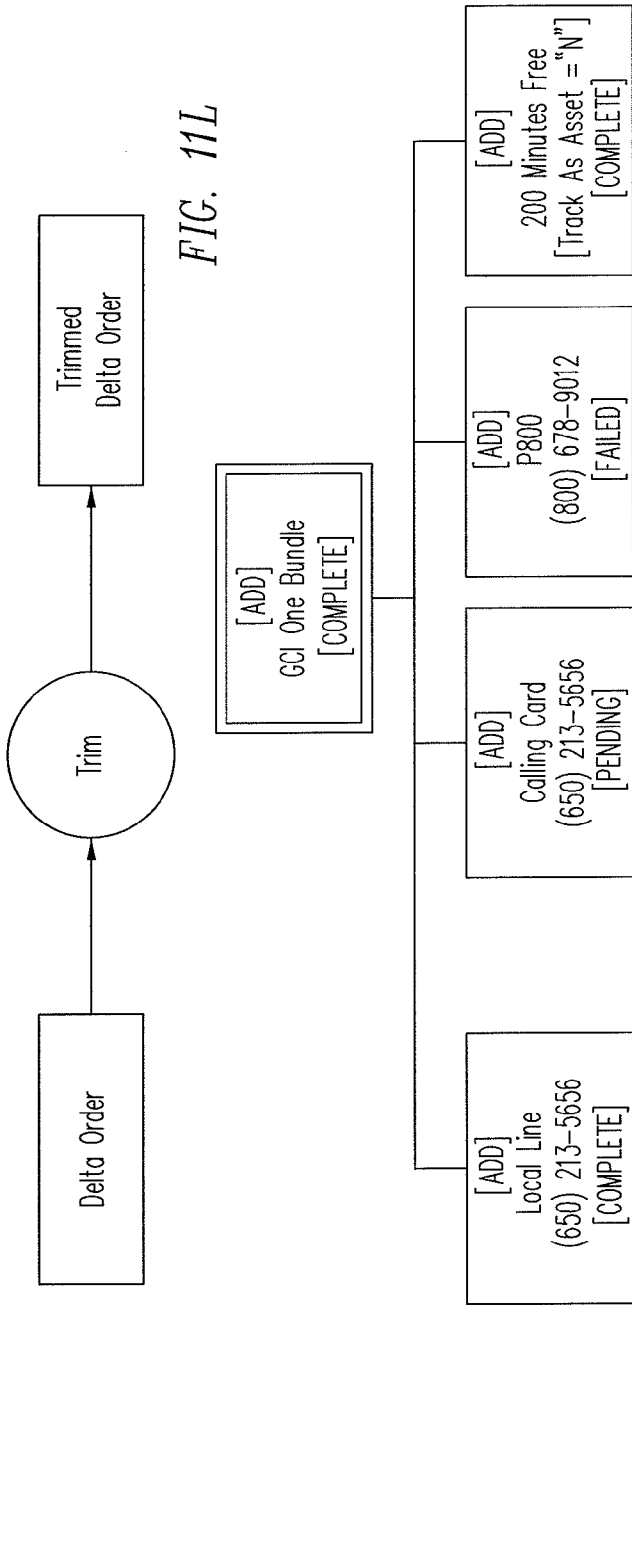 Delta Order
Trim
Trimmed
Delta Order
FIG. 11L
[ADD]
GCI One Bundle
[COMPLETE]
[ADD]
Local Line
(650) 213-5656
[COMPLETE]
[ADD]
Calling Card
(650) 213-5656
[PENDING]
[ADD]
P800
(800) 678-9012
[FAILED]
[ADD]
200 Minutes Free
[Track As Asset ="N"]
[COMPLETE]